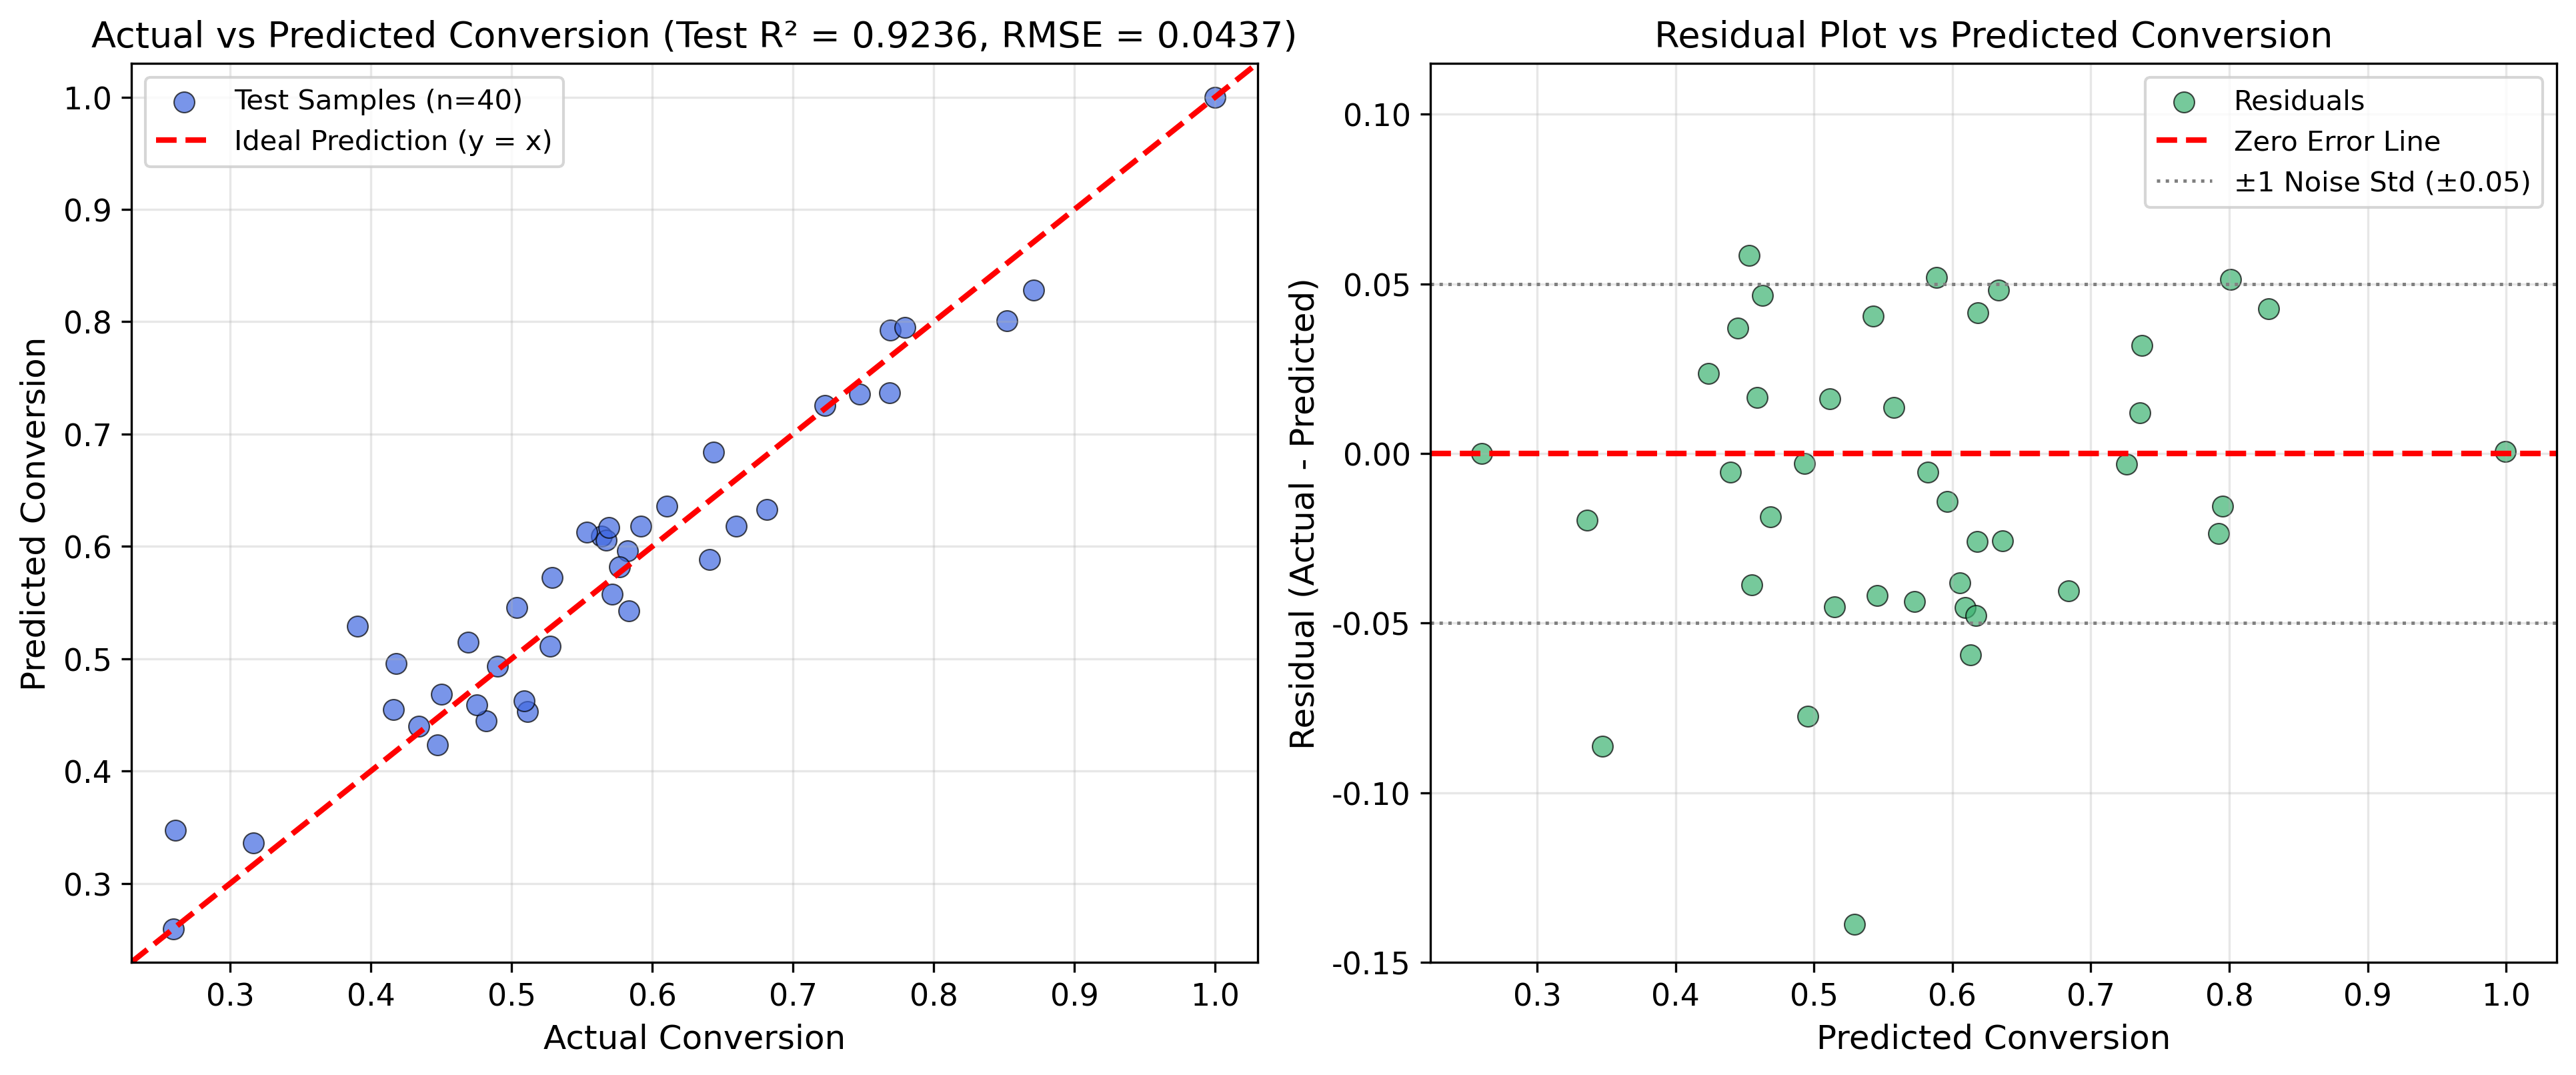 Actual vs Predicted Conversion (Test R² = 0.9236, RMSE = 0.0437)
Test Samples (n=40)
Ideal Prediction (y = x)
1.0
0.9
0.8
0.7
0.6
0.5
0.4
0.3
Predicted Conversion
0.3 0.4 0.5 0.6 0.7 0.8 0.9 1.0
Actual Conversion
Residual Plot vs Predicted Conversion
Residuals
Zero Error Line
±1 Noise Std (±0.05)
0.10
0.05
0.00
-0.05
-0.10
-0.15
Residual (Actual - Predicted)
0.3 0.4 0.5 0.6 0.7 0.8 0.9 1.0
Predicted Conversion